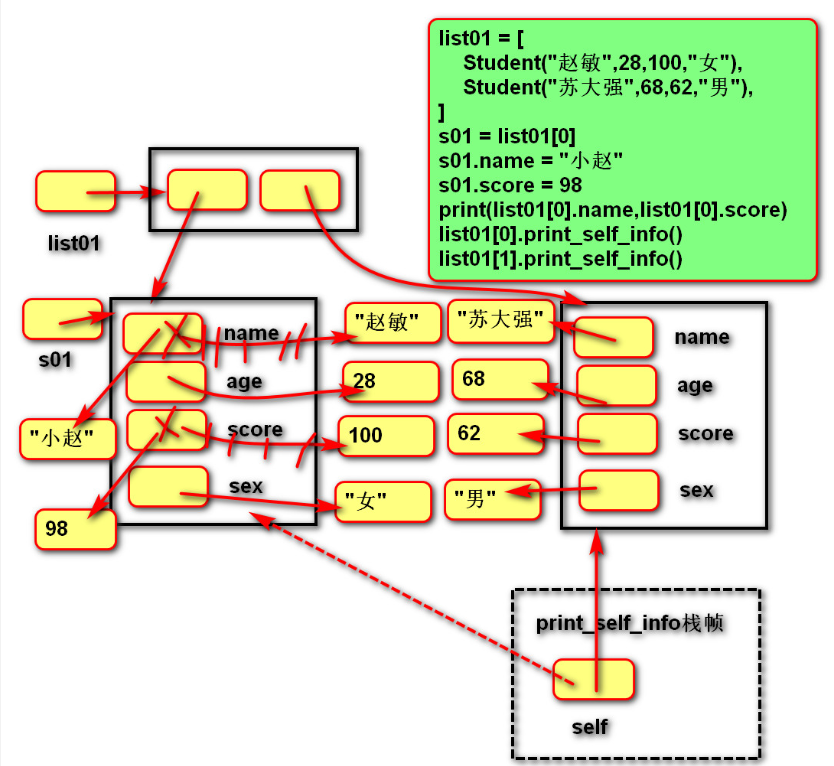 list01 = [
    Student("赵敏",28,100,"女"),
    Student("苏大强",68,62,"男"),
]
s01 = list01[0]
s01.name = "小赵"
s01.score = 98
print(list01[0].name,list01[0].score)
list01[0].print_self_info()
list01[1].print_self_info()
list01
s01
name
age
score
sex
"小赵"
98
"赵敏"
28
100
"女"
"苏大强"
68
62
"男"
name
age
score
sex
print_self_info栈帧
self